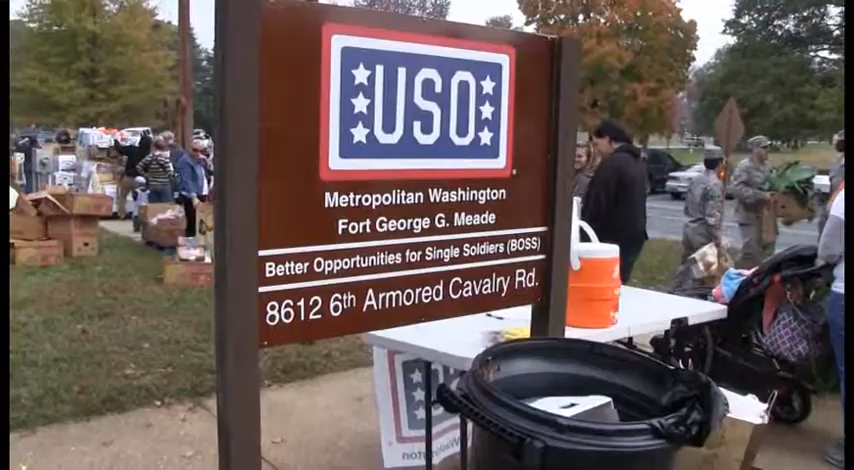 USO
Metropolitan Washington
Fort George G. Meade
Better Opportunities for Single Soldiers (BOSS)
8612 6th Armored Cavalry Rd.